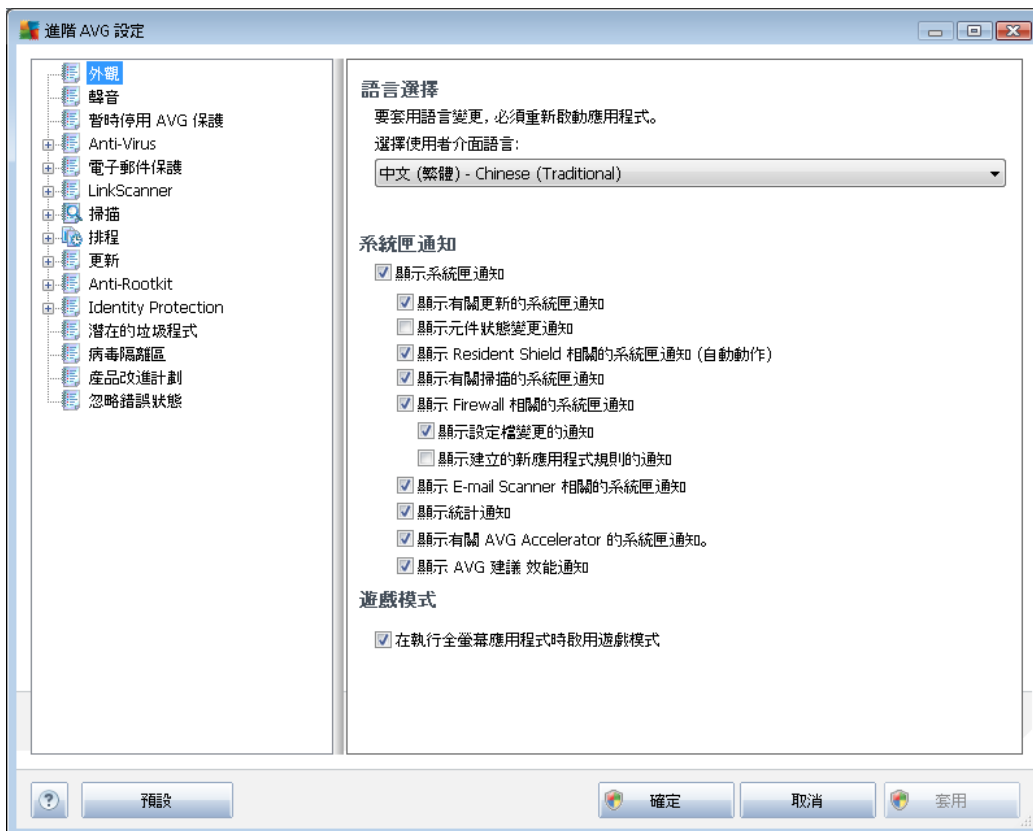 進階 AVG 設定
外觀
聲音
暫時停用 AVG 保護
Anti-Virus
電子郵件保護
LinkScanner
掃描
排程
更新
Anti-Rootkit
Identity Protection
潛在的垃圾程式
病毒隔離區
產品改進計劃
忽略錯誤狀態
語言選擇
要套用語言變更, 必須重新啟動應用程式。
選擇使用者介面語言:
中文 (繁體) - Chinese (Traditional)
系統匣通知
顯示系統匣通知
顯示有關更新的系統匣通知
顯示元件狀態變更通知
顯示 Resident Shield 相關的系統匣通知 (自動動作)
顯示有關掃描的系統匣通知
顯示 Firewall 相關的系統匣通知
顯示設定檔變更的通知
顯示建立的新應用程式規則的通知
顯示 E-mail Scanner 相關的系統匣通知
顯示統計通知
顯示有關 AVG Accelerator 的系統匣通知。
顯示 AVG 建議 效能通知
遊戲模式
在執行全螢幕應用程式時啟用遊戲模式
?
預設
確定
取消
套用